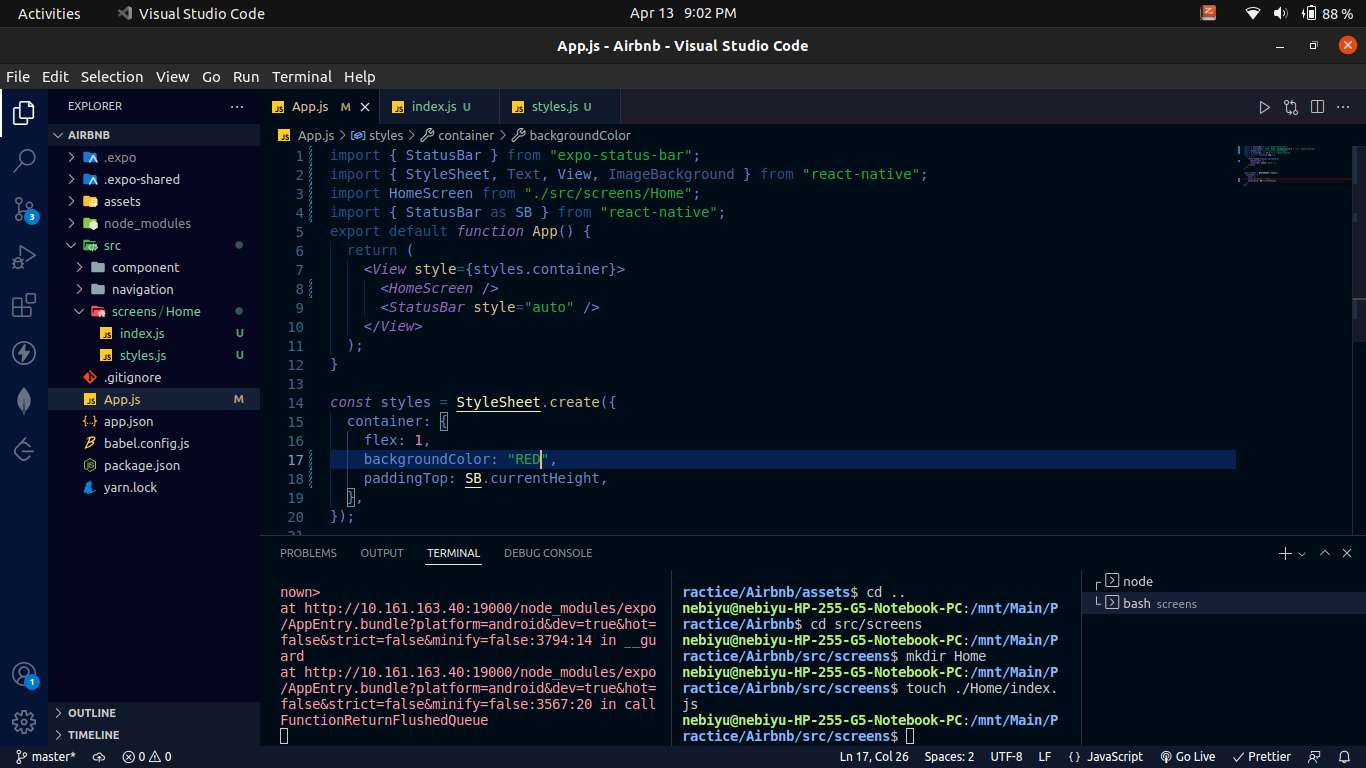 Activities
Visual Studio Code
Apr 13 9:02 PM
88 %
App.js - Airbnb - Visual Studio Code
File Edit Selection View Go Run Terminal Help
EXPLORER
AIRBNB
.expo
.expo-shared
assets
node_modules
src
component
navigation
screens/Home
index.js U
styles.js U
.gitignore
App.js M
app.json
babel.config.js
package.json
yarn.lock
OUTLINE
TIMELINE
3
1
App.js M
index.js U
styles.js U
App.js > styles > container > backgroundColor
1 import { StatusBar } from "expo-status-bar";
2 import { StyleSheet, Text, View, ImageBackground } from "react-native";
3 import HomeScreen from "./src/screens/Home";
4 import { StatusBar as SB } from "react-native";
5 export default function App() {
6 return (
7 <View style={styles.container}>
8 <HomeScreen />
9 <StatusBar style="auto" />
10 </View>
11 );
12 }
13
14 const styles = StyleSheet.create({
15 container: {
16 flex: 1,
17 backgroundColor: "RED",
18 paddingTop: SB.currentHeight,
19 },
20 });
21
PROBLEMS OUTPUT TERMINAL DEBUG CONSOLE
nown>
at http://10.161.163.40:19000/node_modules/expo
/AppEntry.bundle?platform=android&dev=true&hot=
false&strict=false&minify=false:3794:14 in __gu
ard
at http://10.161.163.40:19000/node_modules/expo
/AppEntry.bundle?platform=android&dev=true&hot=
false&strict=false&minify=false:3567:20 in call
FunctionReturnFlushedQueue
ractice/Airbnb/assets$ cd ..
nebiyu@nebiyu-HP-255-G5-Notebook-PC:/mnt/Main/P
ractice/Airbnb$ cd src/screens
nebiyu@nebiyu-HP-255-G5-Notebook-PC:/mnt/Main/P
ractice/Airbnb/src/screens$ mkdir Home
nebiyu@nebiyu-HP-255-G5-Notebook-PC:/mnt/Main/P
ractice/Airbnb/src/screens$ touch ./Home/index.
js
nebiyu@nebiyu-HP-255-G5-Notebook-PC:/mnt/Main/P
ractice/Airbnb/src/screens$
node
bash screens
master* 0 0
Ln 17, Col 26 Spaces: 2 UTF-8 LF {} JavaScript Go Live Prettier